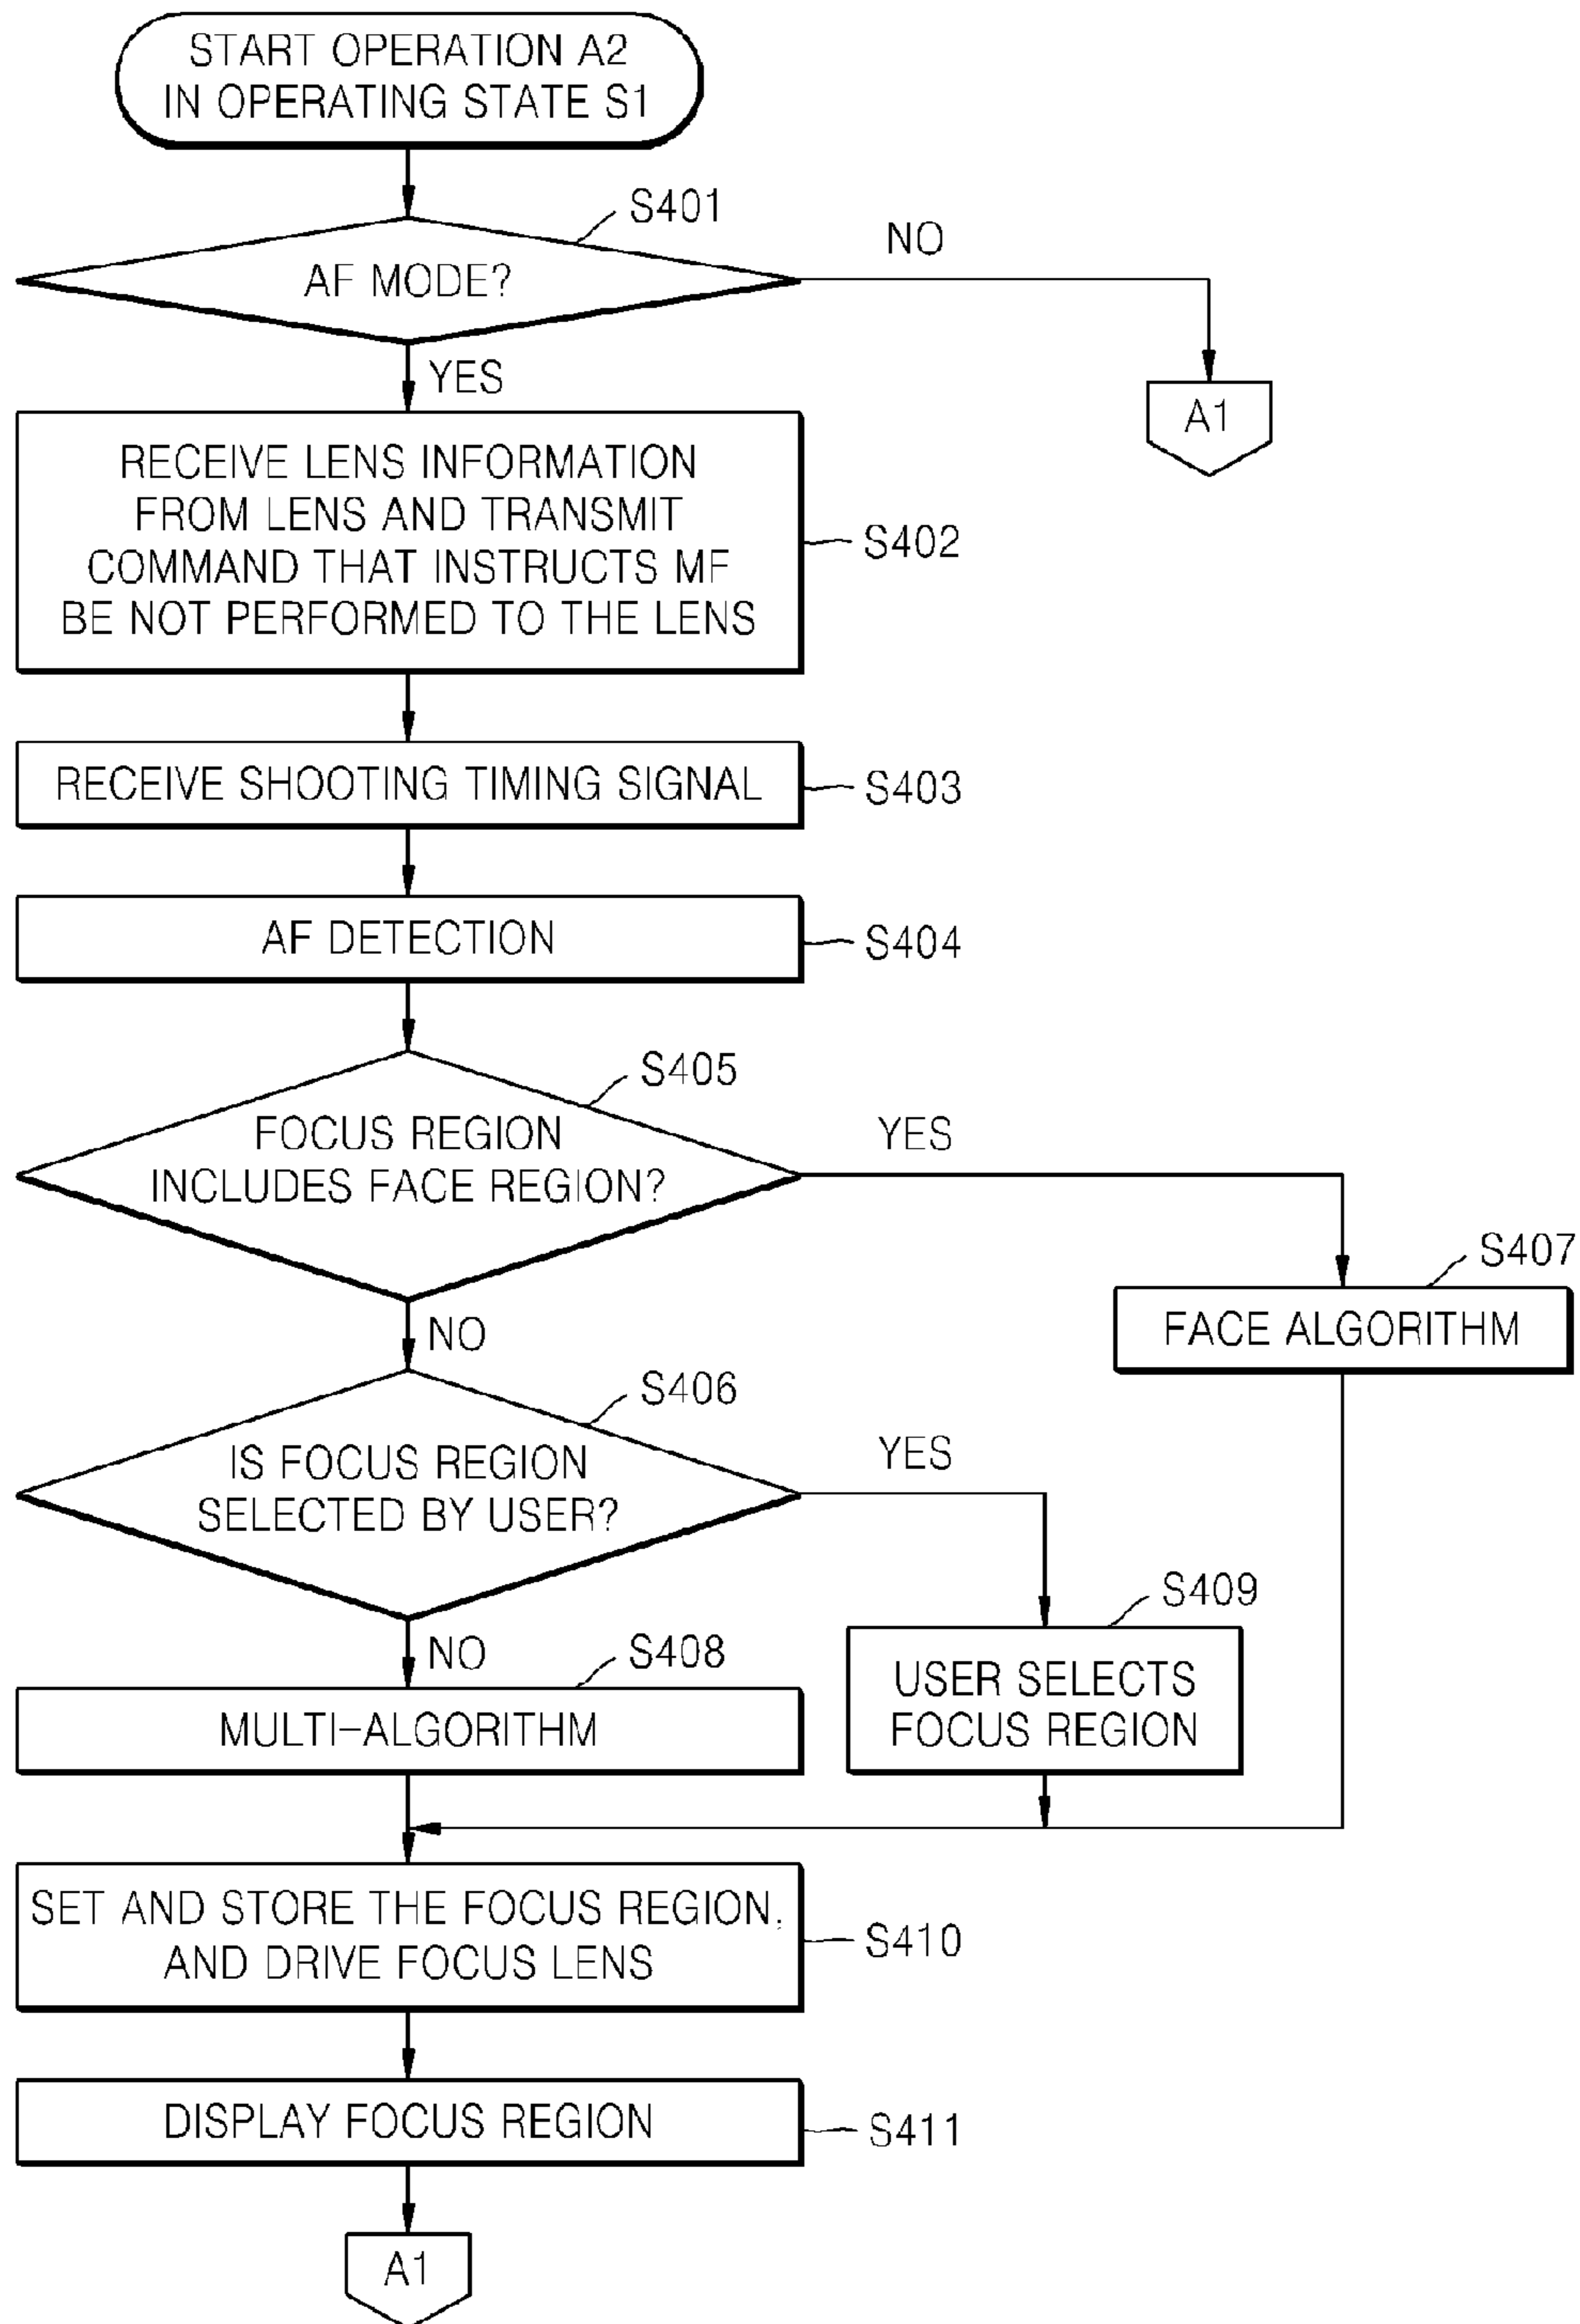 START OPERATION A2
IN OPERATING STATE S1
S401
AF MODE?
NO
A1
YES
RECEIVE LENS INFORMATION
FROM LENS AND TRANSMIT
COMMAND THAT INSTRUCTS MF
BE NOT PERFORMED TO THE LENS
S402
RECEIVE SHOOTING TIMING SIGNAL
S403
AF DETECTION
S404
S405
FOCUS REGION
INCLUDES FACE REGION?
YES
S407
FACE ALGORITHM
NO
S406
IS FOCUS REGION
SELECTED BY USER?
YES
S409
USER SELECTS
FOCUS REGION
NO
S408
MULTI-ALGORITHM
SET AND STORE THE FOCUS REGION,
AND DRIVE FOCUS LENS
S410
DISPLAY FOCUS REGION
S411
A1